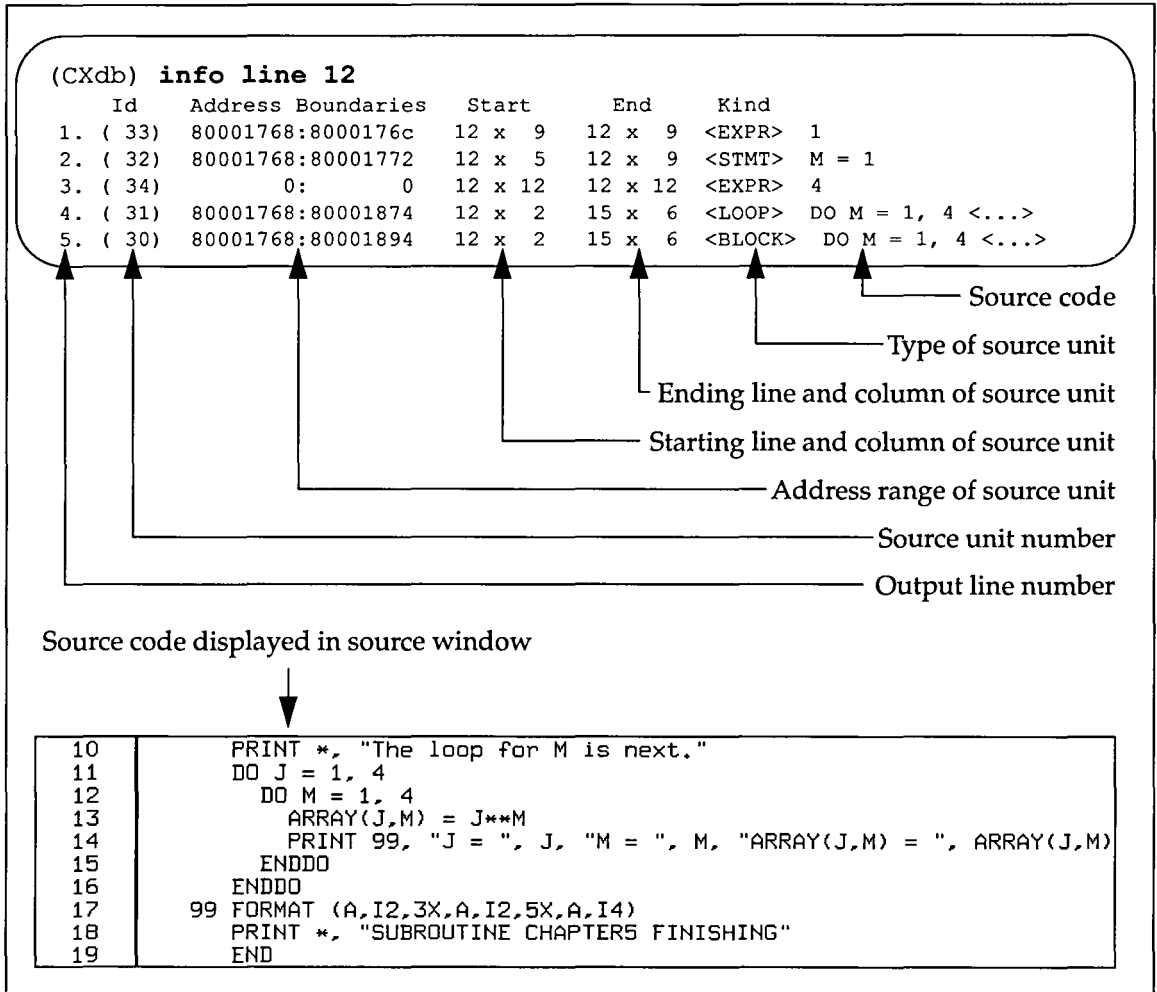 (CXdb) info line 12
Id Address Boundaries Start End Kind
1. ( 33) 80001768:8000176c 12 x 9 12 x 9 <EXPR> 1
2. ( 32) 80001768:80001772 12 x 5 12 x 9 <STMT> M = 1
3. ( 34) 0: 0 12 x 12 12 x 12 <EXPR> 4
4. ( 31) 80001768:80001874 12 x 2 15 x 6 <LOOP> DO M = 1, 4 <...>
5. ( 30) 80001768:80001894 12 x 2 15 x 6 <BLOCK> DO M = 1, 4 <...>
Source code
Type of source unit
Ending line and column of source unit
Starting line and column of source unit
Address range of source unit
Source unit number
Output line number
Source code displayed in source window
10 PRINT *, "The loop for M is next."
11 DO J = 1, 4
12 DO M = 1, 4
13 ARRAY(J,M) = J**M
14 PRINT 99, "J = ", J, "M = ", M, "ARRAY(J,M) = ", ARRAY(J,M)
15 ENDDO
16 ENDDO
17 99 FORMAT (A,I2,3X,A,I2,5X,A,I4)
18 PRINT *, "SUBROUTINE CHAPTER5 FINISHING"
19 END